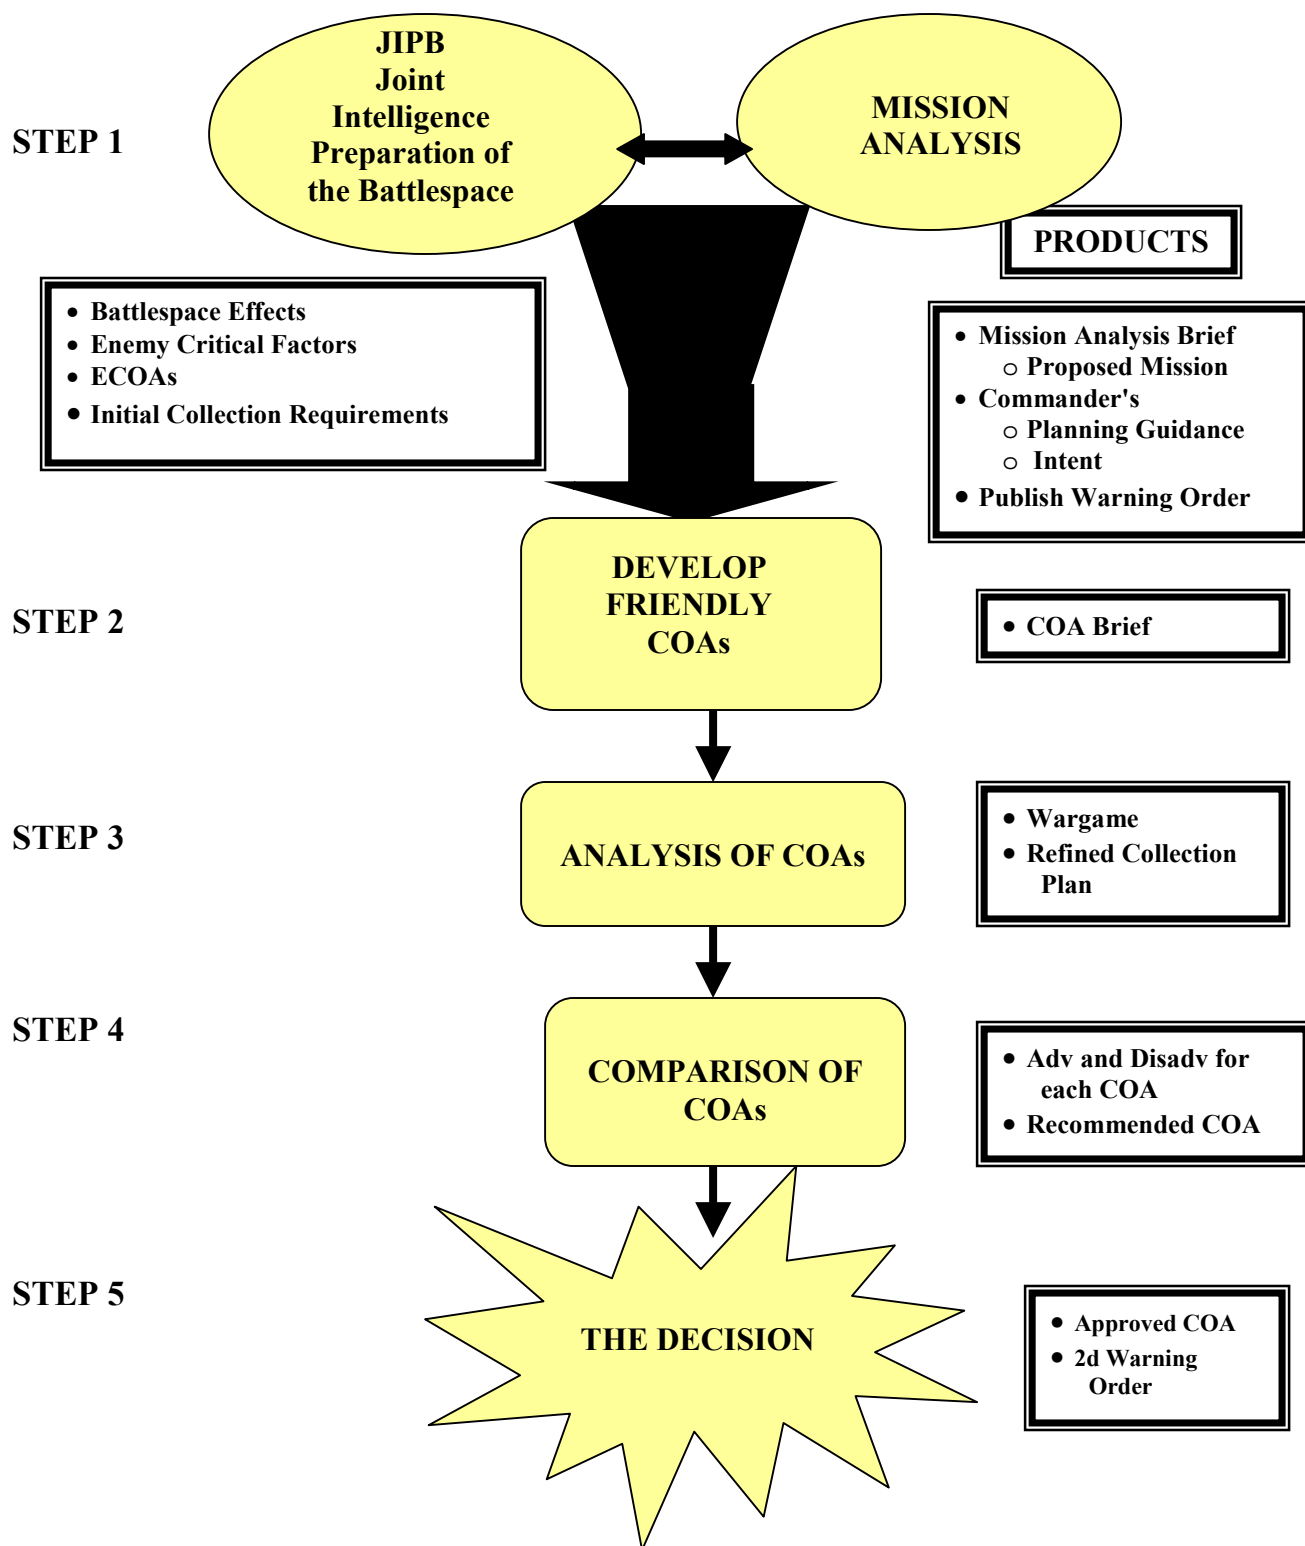 STEP 1
JIPB
Joint
Intelligence
Preparation of
the Battlespace
MISSION
ANALYSIS
PRODUCTS
• Battlespace Effects
• Enemy Critical Factors
• ECOAs
• Initial Collection Requirements
• Mission Analysis Brief
o Proposed Mission
• Commander's
o Planning Guidance
o Intent
• Publish Warning Order
STEP 2
DEVELOP
FRIENDLY
COAs
• COA Brief
STEP 3
ANALYSIS OF COAs
• Wargame
• Refined Collection
Plan
STEP 4
COMPARISON OF
COAs
• Adv and Disadv for
each COA
• Recommended COA
STEP 5
THE DECISION
• Approved COA
• 2d Warning
Order